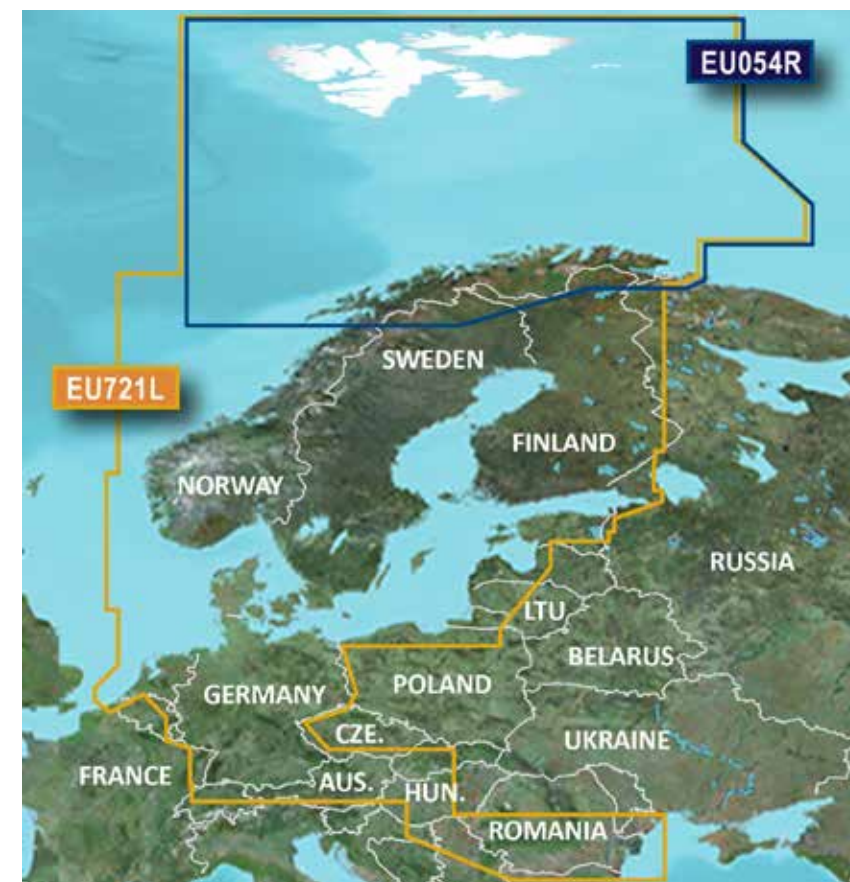 EU054R
SWEDEN
EU721L
FINLAND
NORWAY
RUSSIA
LTU
BELARUS
POLAND
GERMANY
CZE.
UKRAINE
FRANCE
AUS.
HUN.
ROMANIA